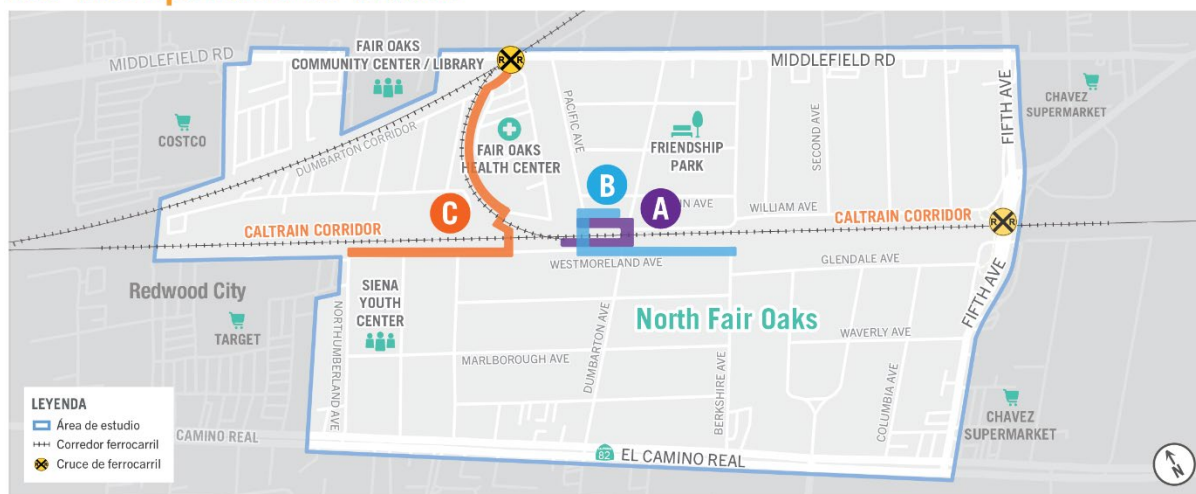 MIDDLEFIELD RD
FAIR OAKS
COMMUNITY CENTER / LIBRARY
R R
MIDDLEFIELD RD
FIFTH AVE
CHAVEZ
SUPERMARKET
COSTCO
DUMBARTON CORRIDOR
PACIFIC AVE
FAIR OAKS
HEALTH CENTER
FRIENDSHIP
PARK
SECOND AVE
B
A
C
AVE
WILLIAM AVE
CALTRAIN CORRIDOR
CALTRAIN CORRIDOR
R R
WESTMORELAND AVE
GLENDALE AVE
Redwood City
TARGET
NORTHUMBERLAND AVE
SIENA
YOUTH
CENTER
DUMBARTON AVE
North Fair Oaks
FIFTH AVE
WAVERLY AVE
MARLBOROUGH AVE
BERKSHIRE AVE
COLUMBIA AVE
CHAVEZ
SUPERMARKET
LEYENDA
Área de estudio
Corredor ferrocarril
Cruce de ferrocarril
CAMINO REAL
82 EL CAMINO REAL
N